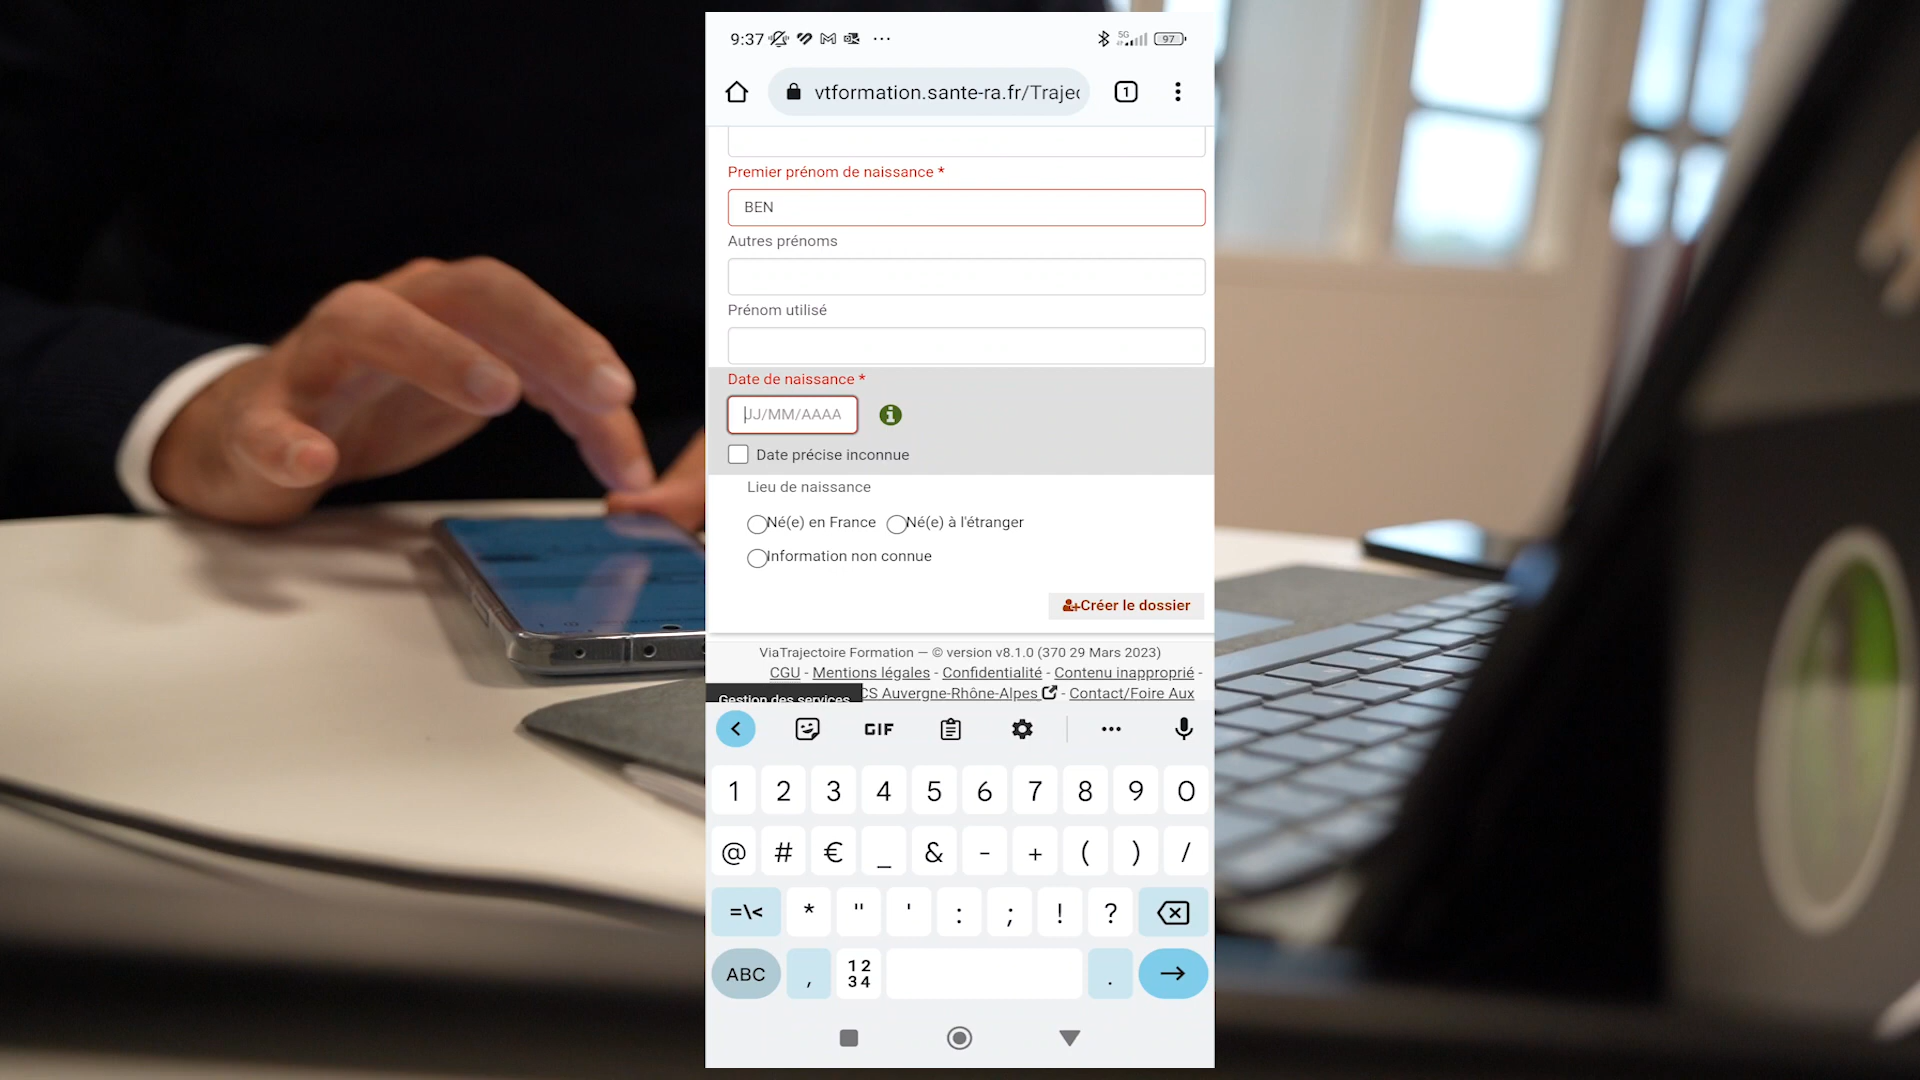 9:37
5G
97
vtformation.sante-ra.fr/Trajec
1
Premier prénom de naissance *
BEN
Autres prénoms
Prénom utilisé
Date de naissance *
JJ/MM/AAAA
Date précise inconnue
Lieu de naissance
Né(e) en France Né(e) à l'étranger
Information non connue
Créer le dossier
ViaTrajectoire Formation — © version v8.1.0 (370 29 Mars 2023)
CGU - Mentions légales - Confidentialité - Contenu inapproprié -
Gestion des services CS Auvergne-Rhône-Alpes - Contact/Foire Aux
GIF
1 2 3 4 5 6 7 8 9 0
@ # € _ & - + ( ) /
=\< * " ' : ; ! ?
ABC , 1234 .